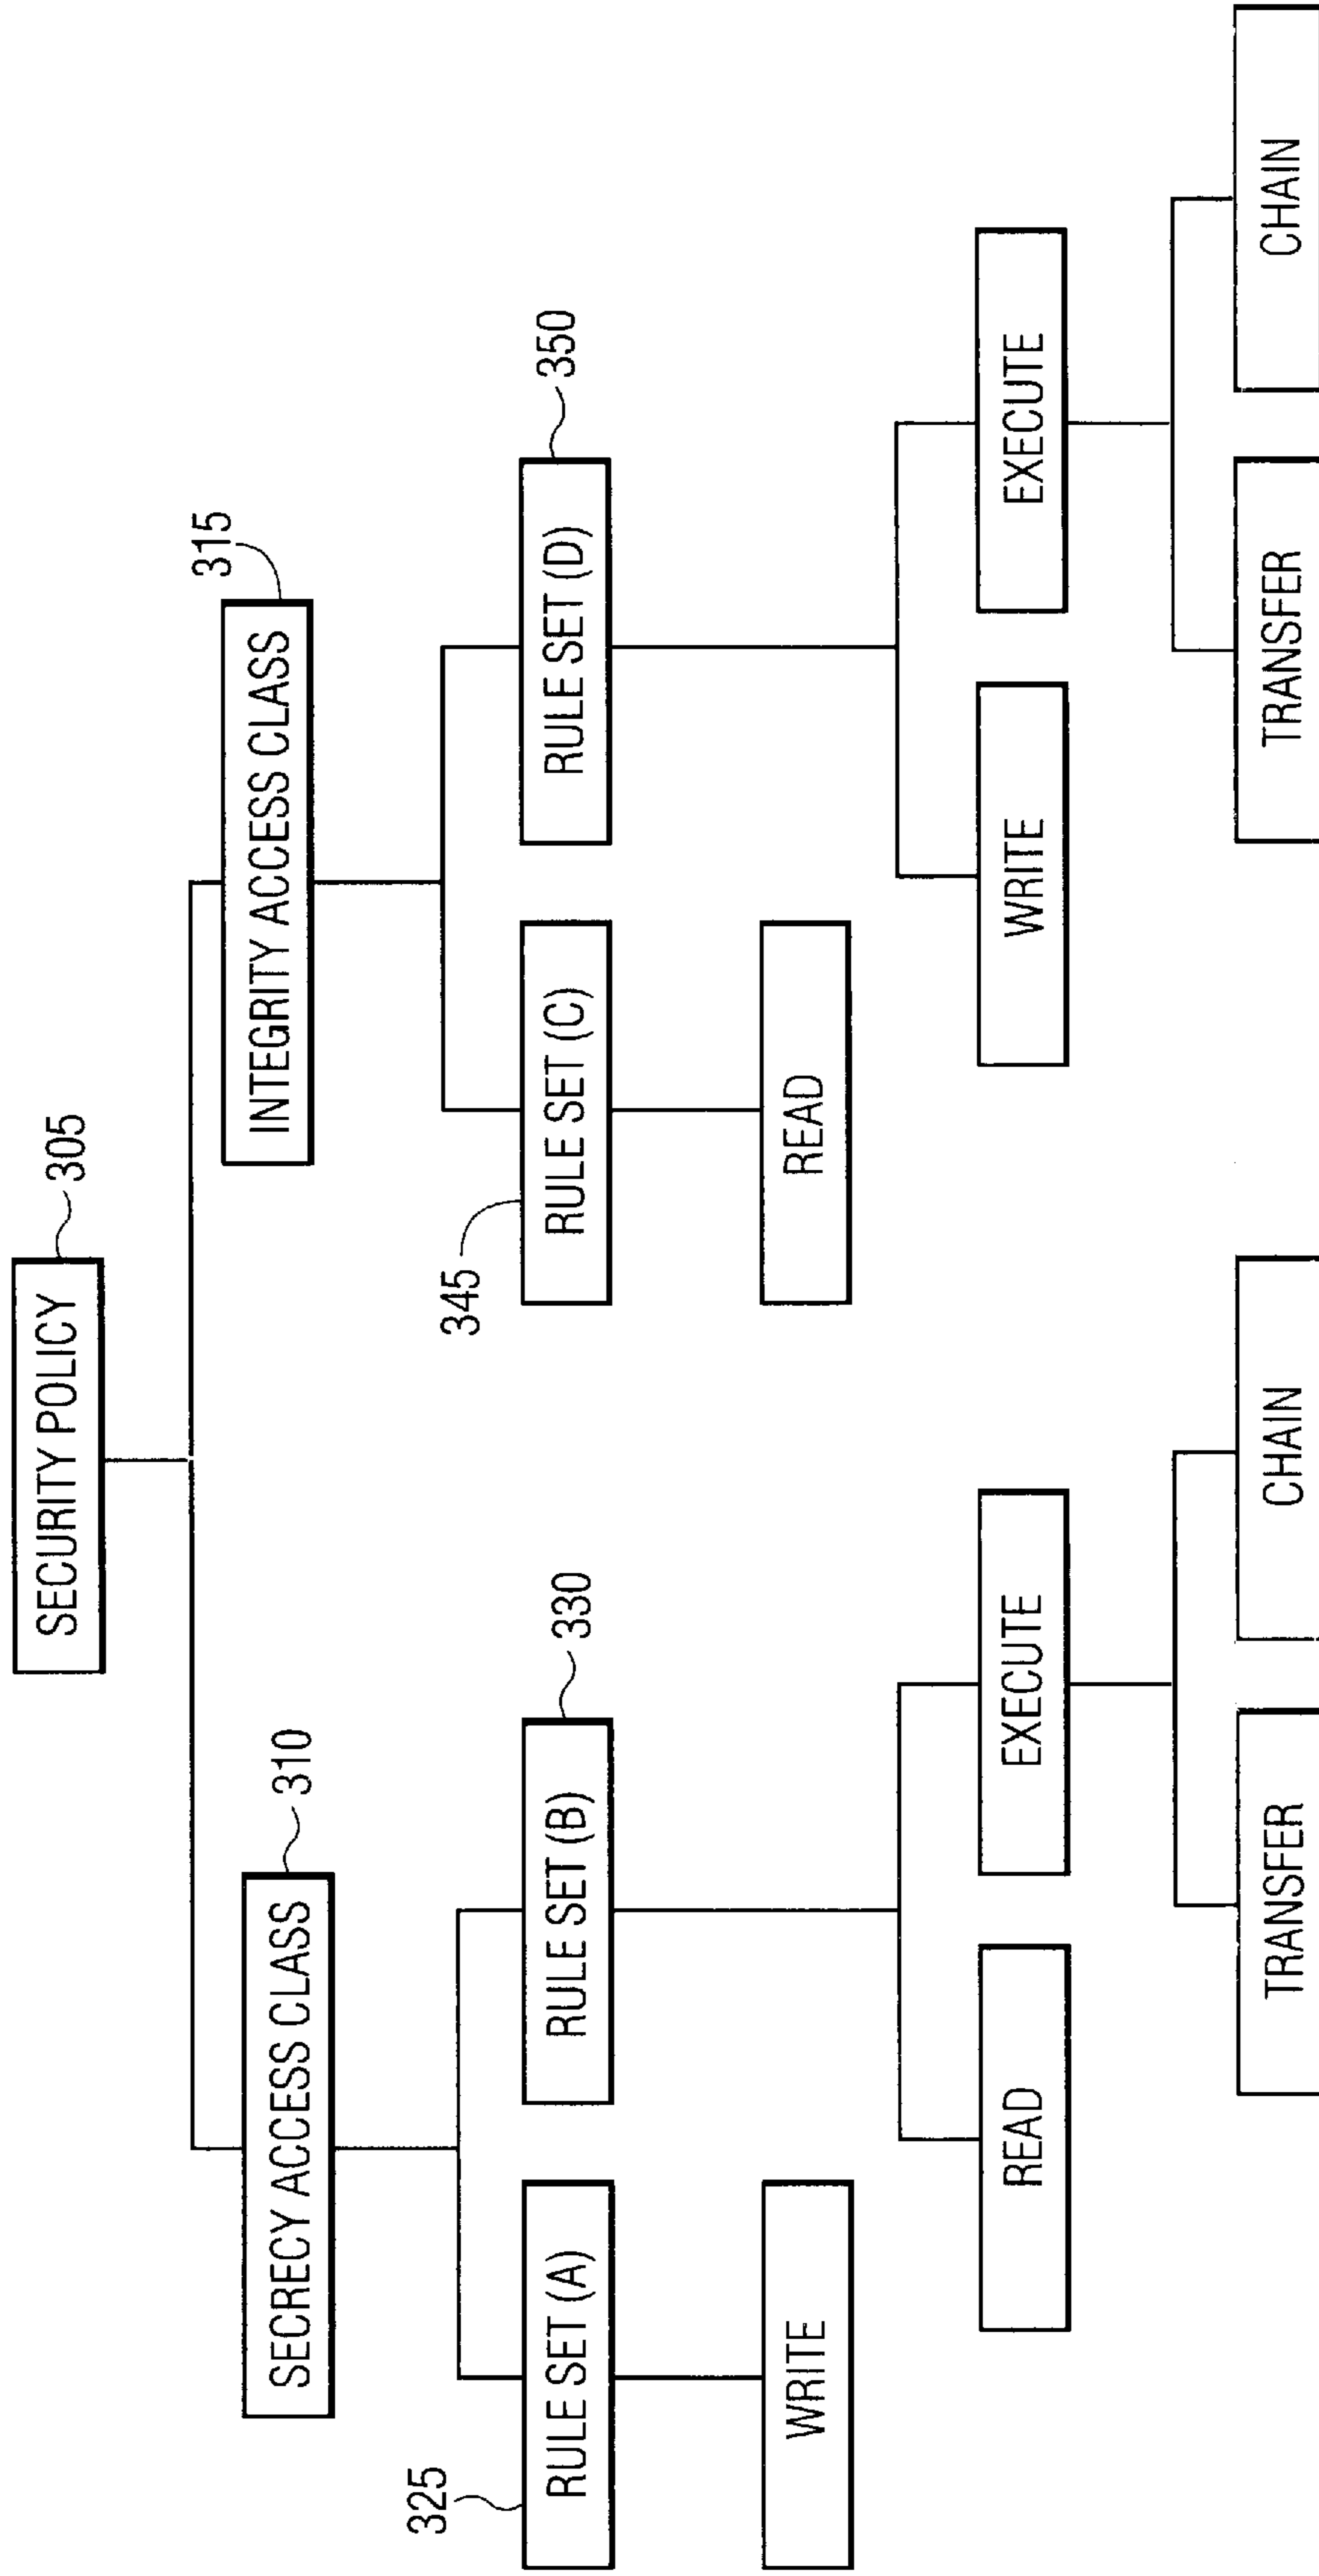 SECURITY POLICY
305
SECRECY ACCESS CLASS
310
INTEGRITY ACCESS CLASS
315
325
RULE SET (A)
RULE SET (B)
330
345
RULE SET (C)
RULE SET (D)
350
WRITE
READ
READ
EXECUTE
WRITE
EXECUTE
TRANSFER
CHAIN
TRANSFER
CHAIN